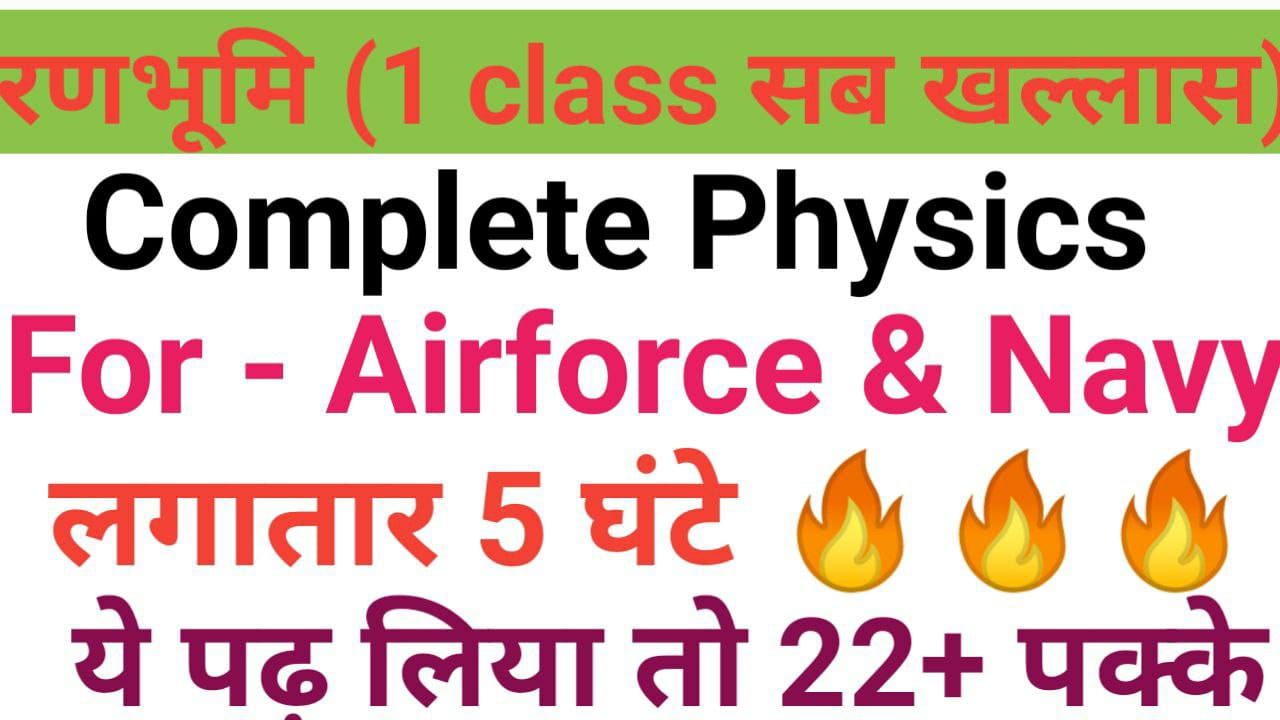 रणभूमि (1 class सब खल्लास)
Complete Physics
For - Airforce & Navy
लगातार 5 घंटे 🔥 🔥 🔥
ये पढ़ लिया तो 22+ पक्के